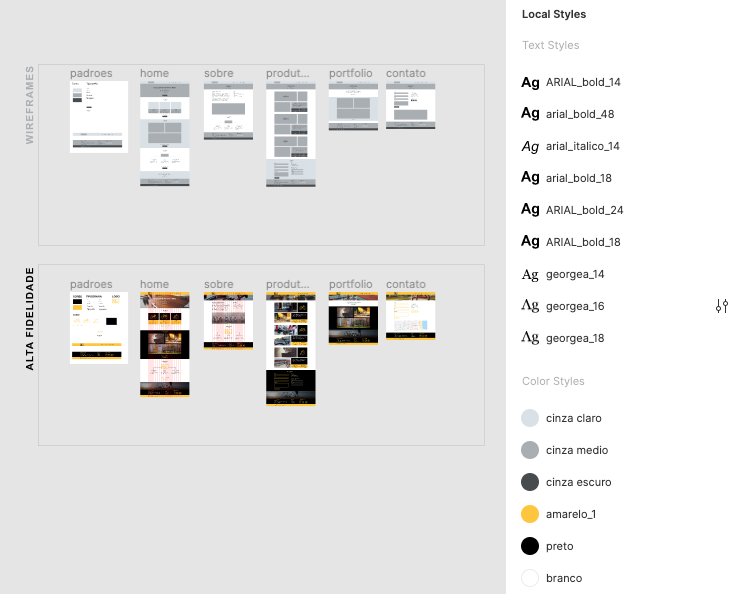 WIREFRAMES
padroes
home
sobre
produt...
portfolio
contato
ALTA FIDELIDADE
padroes
home
sobre
produt...
portfolio
contato
Local Styles
Text Styles
Ag ARIAL_bold_14
Ag arial_bold_48
Ag arial_italico_14
Ag arial_bold_18
Ag ARIAL_bold_24
Ag ARIAL_bold_18
Ag georgea_14
Ag georgea_16
Ag georgea_18
Color Styles
cinza claro
cinza medio
cinza escuro
amarelo_1
preto
branco